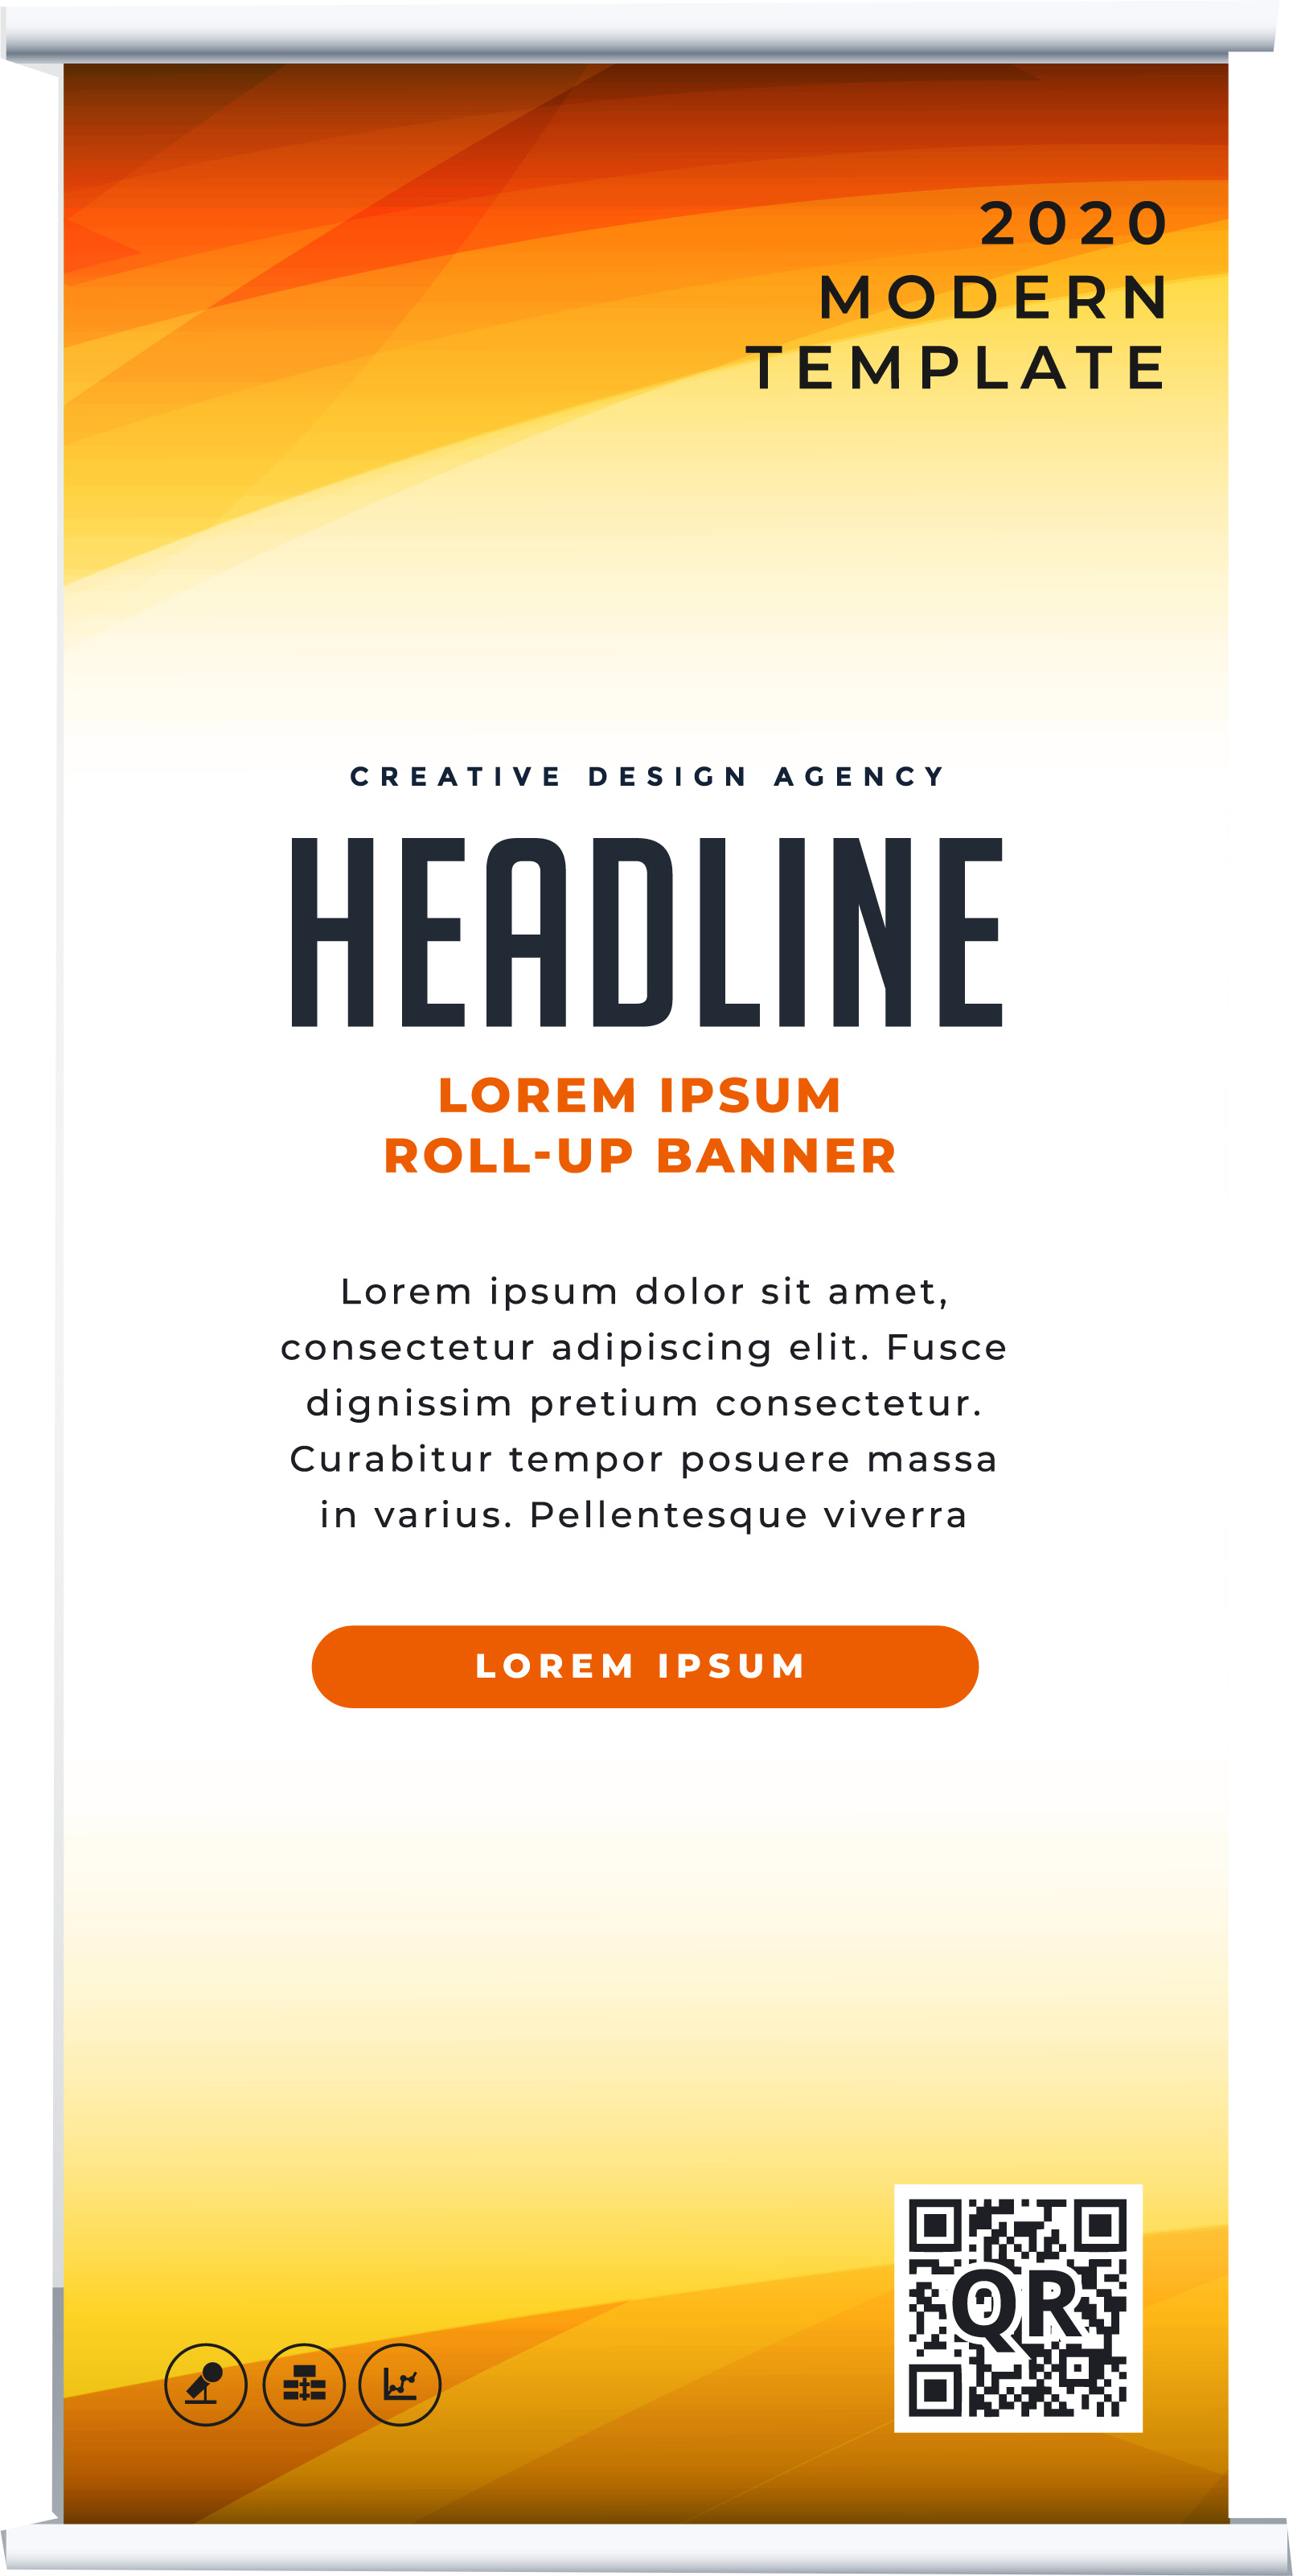 2020
MODERN
TEMPLATE
CREATIVE DESIGN AGENCY
HEADLINE
LOREM IPSUM
ROLL-UP BANNER
Lorem ipsum dolor sit amet,
consectetur adipiscing elit. Fusce
dignissim pretium consectetur.
Curabitur tempor posuere massa
in varius. Pellentesque viverra
LOREM IPSUM
QR